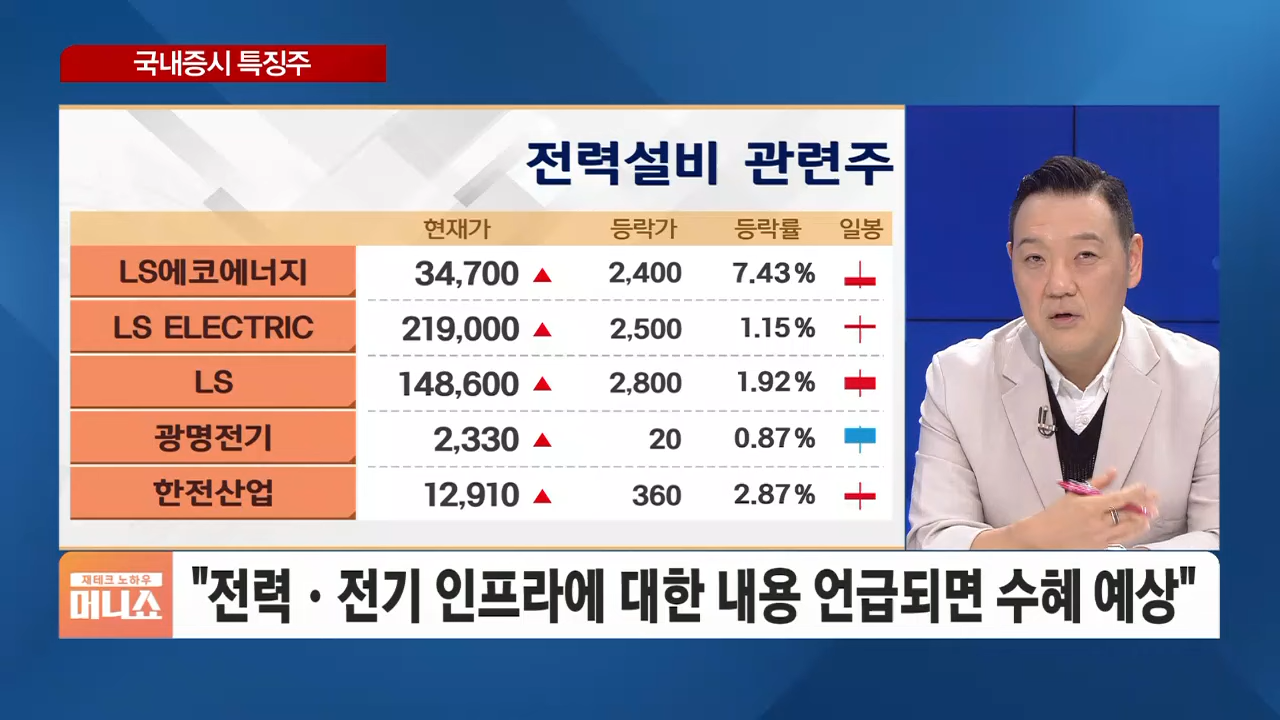 국내증시 특징주
전력설비 관련주
현재가 등락가 등락률 일봉
LS에코에너지 34,700 ▲ 2,400 7.43%
LS ELECTRIC 219,000 ▲ 2,500 1.15%
LS 148,600 ▲ 2,800 1.92%
광명전기 2,330 ▲ 20 0.87%
한전산업 12,910 ▲ 360 2.87%
재테크 노하우
머니쇼
"전력·전기 인프라에 대한 내용 언급되면 수혜 예상"